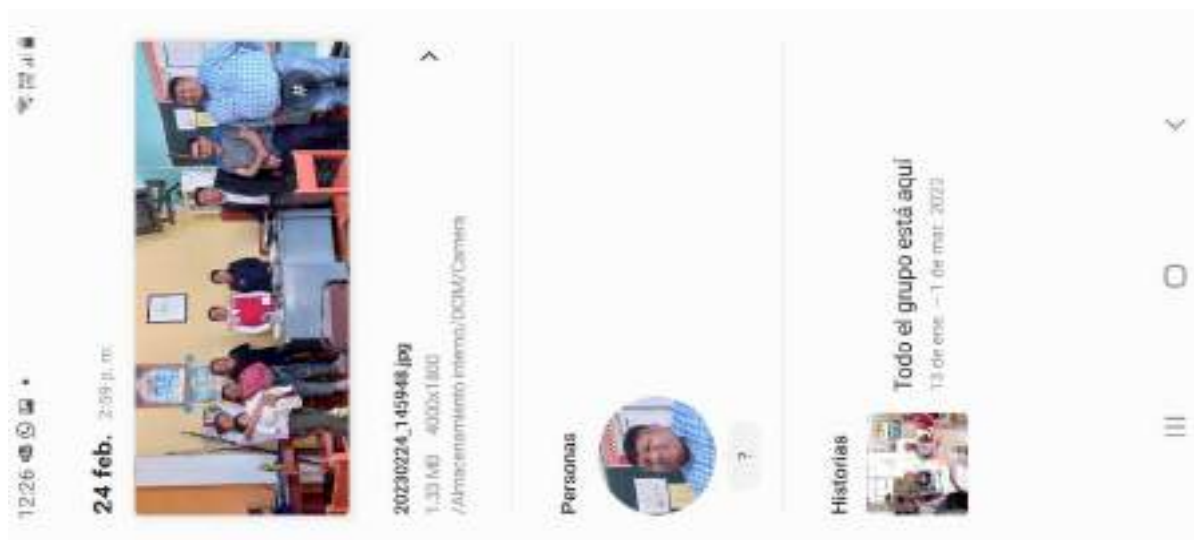 12:26
24 feb. 2:59 p. m.
20230224_145948.jpg
1.33 MB 4000x1800
/Almacenamiento interno/DCIM/Camera
Personas
?
Historias
Todo el grupo está aquí
13 de ene. – 1 de mar. 2023